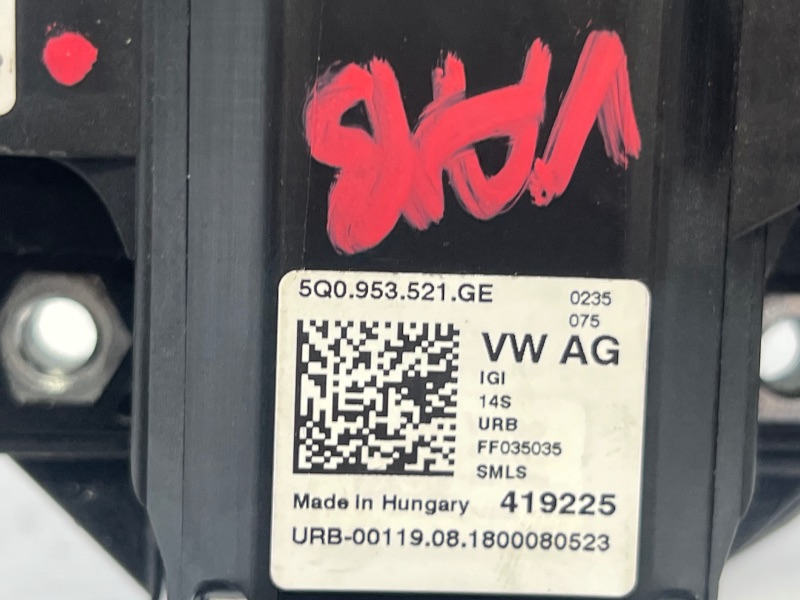 5Q0.953.521.GE
0235
075
VW AG
IGI
14S
URB
FF035035
SMLS
Made in Hungary 419225
URB-00119.08.1800080523